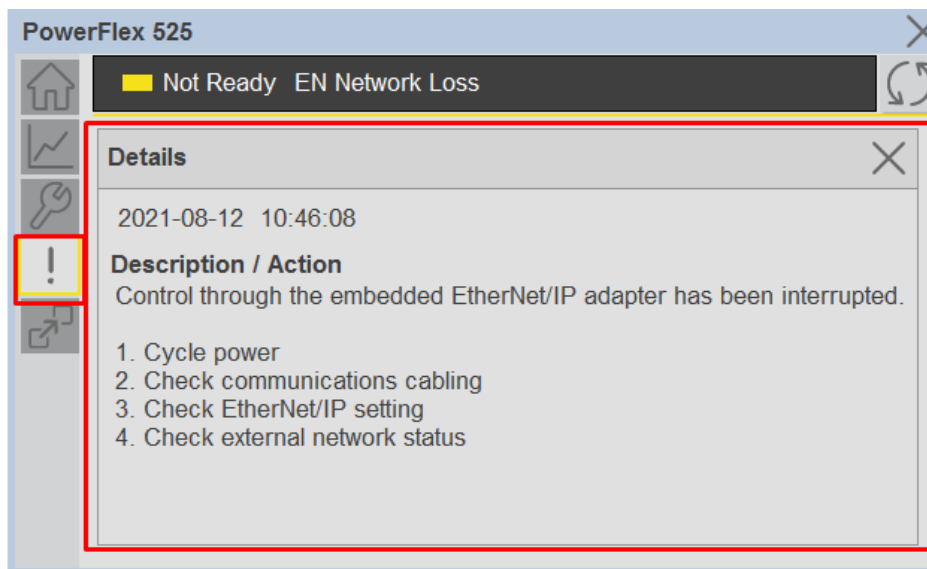 PowerFlex 525
Not Ready EN Network Loss
Details
2021-08-12 10:46:08
Description / Action
Control through the embedded EtherNet/IP adapter has been interrupted.
1. Cycle power
2. Check communications cabling
3. Check EtherNet/IP setting
4. Check external network status